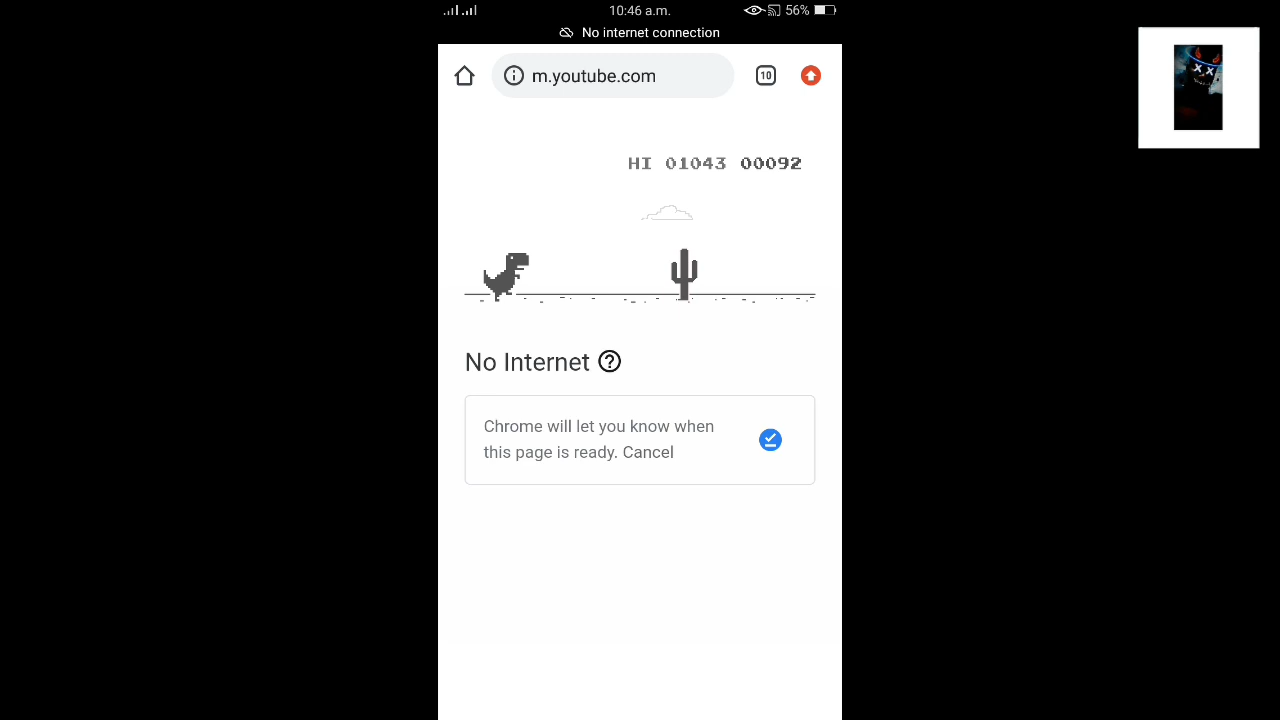 10:46 a.m. 56%
No internet connection
m.youtube.com 10
HI 01043 00092
No Internet
Chrome will let you know when
this page is ready. Cancel